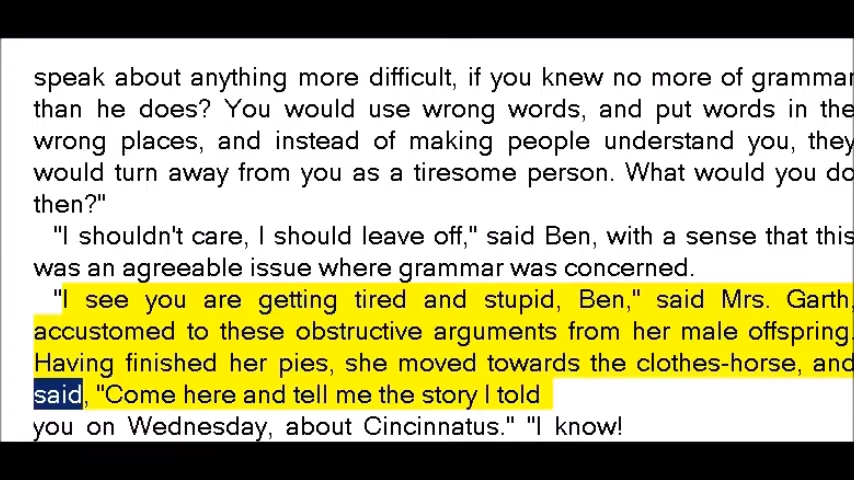 speak about anything more difficult, if you knew no more of grammar
than he does? You would use wrong words, and put words in the
wrong places, and instead of making people understand you, they
would turn away from you as a tiresome person. What would you do
then?"
"I shouldn't care, I should leave off," said Ben, with a sense that this
was an agreeable issue where grammar was concerned.
"I see you are getting tired and stupid, Ben," said Mrs. Garth,
accustomed to these obstructive arguments from her male offspring.
Having finished her pies, she moved towards the clothes-horse, and
said, "Come here and tell me the story I told
you on Wednesday, about Cincinnatus." "I know!